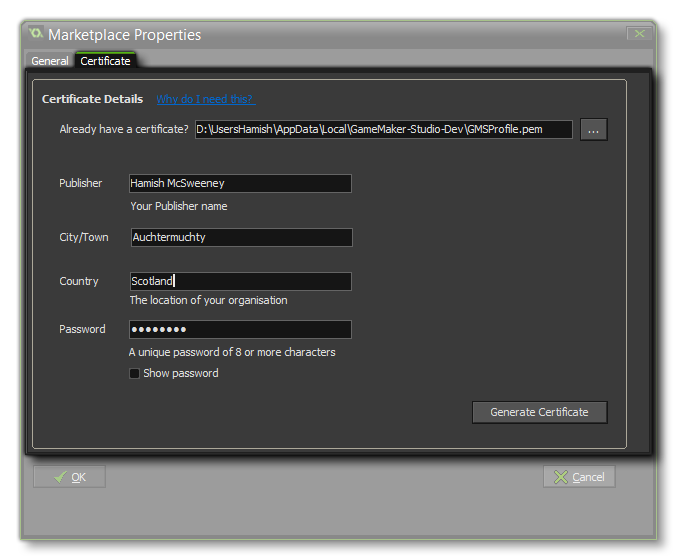 Marketplace Properties
General Certificate
Certificate Details Why do I need this?
Already have a certificate? D:\UsersHamish\AppData\Local\GameMaker-Studio-Dev\GMSProfile.pem ...
Publisher Hamish McSweeney
Your Publisher name
City/Town Auchtermuchty
Country Scotland
The location of your organisation
Password ●●●●●●●●
A unique password of 8 or more characters
Show password
Generate Certificate
OK Cancel